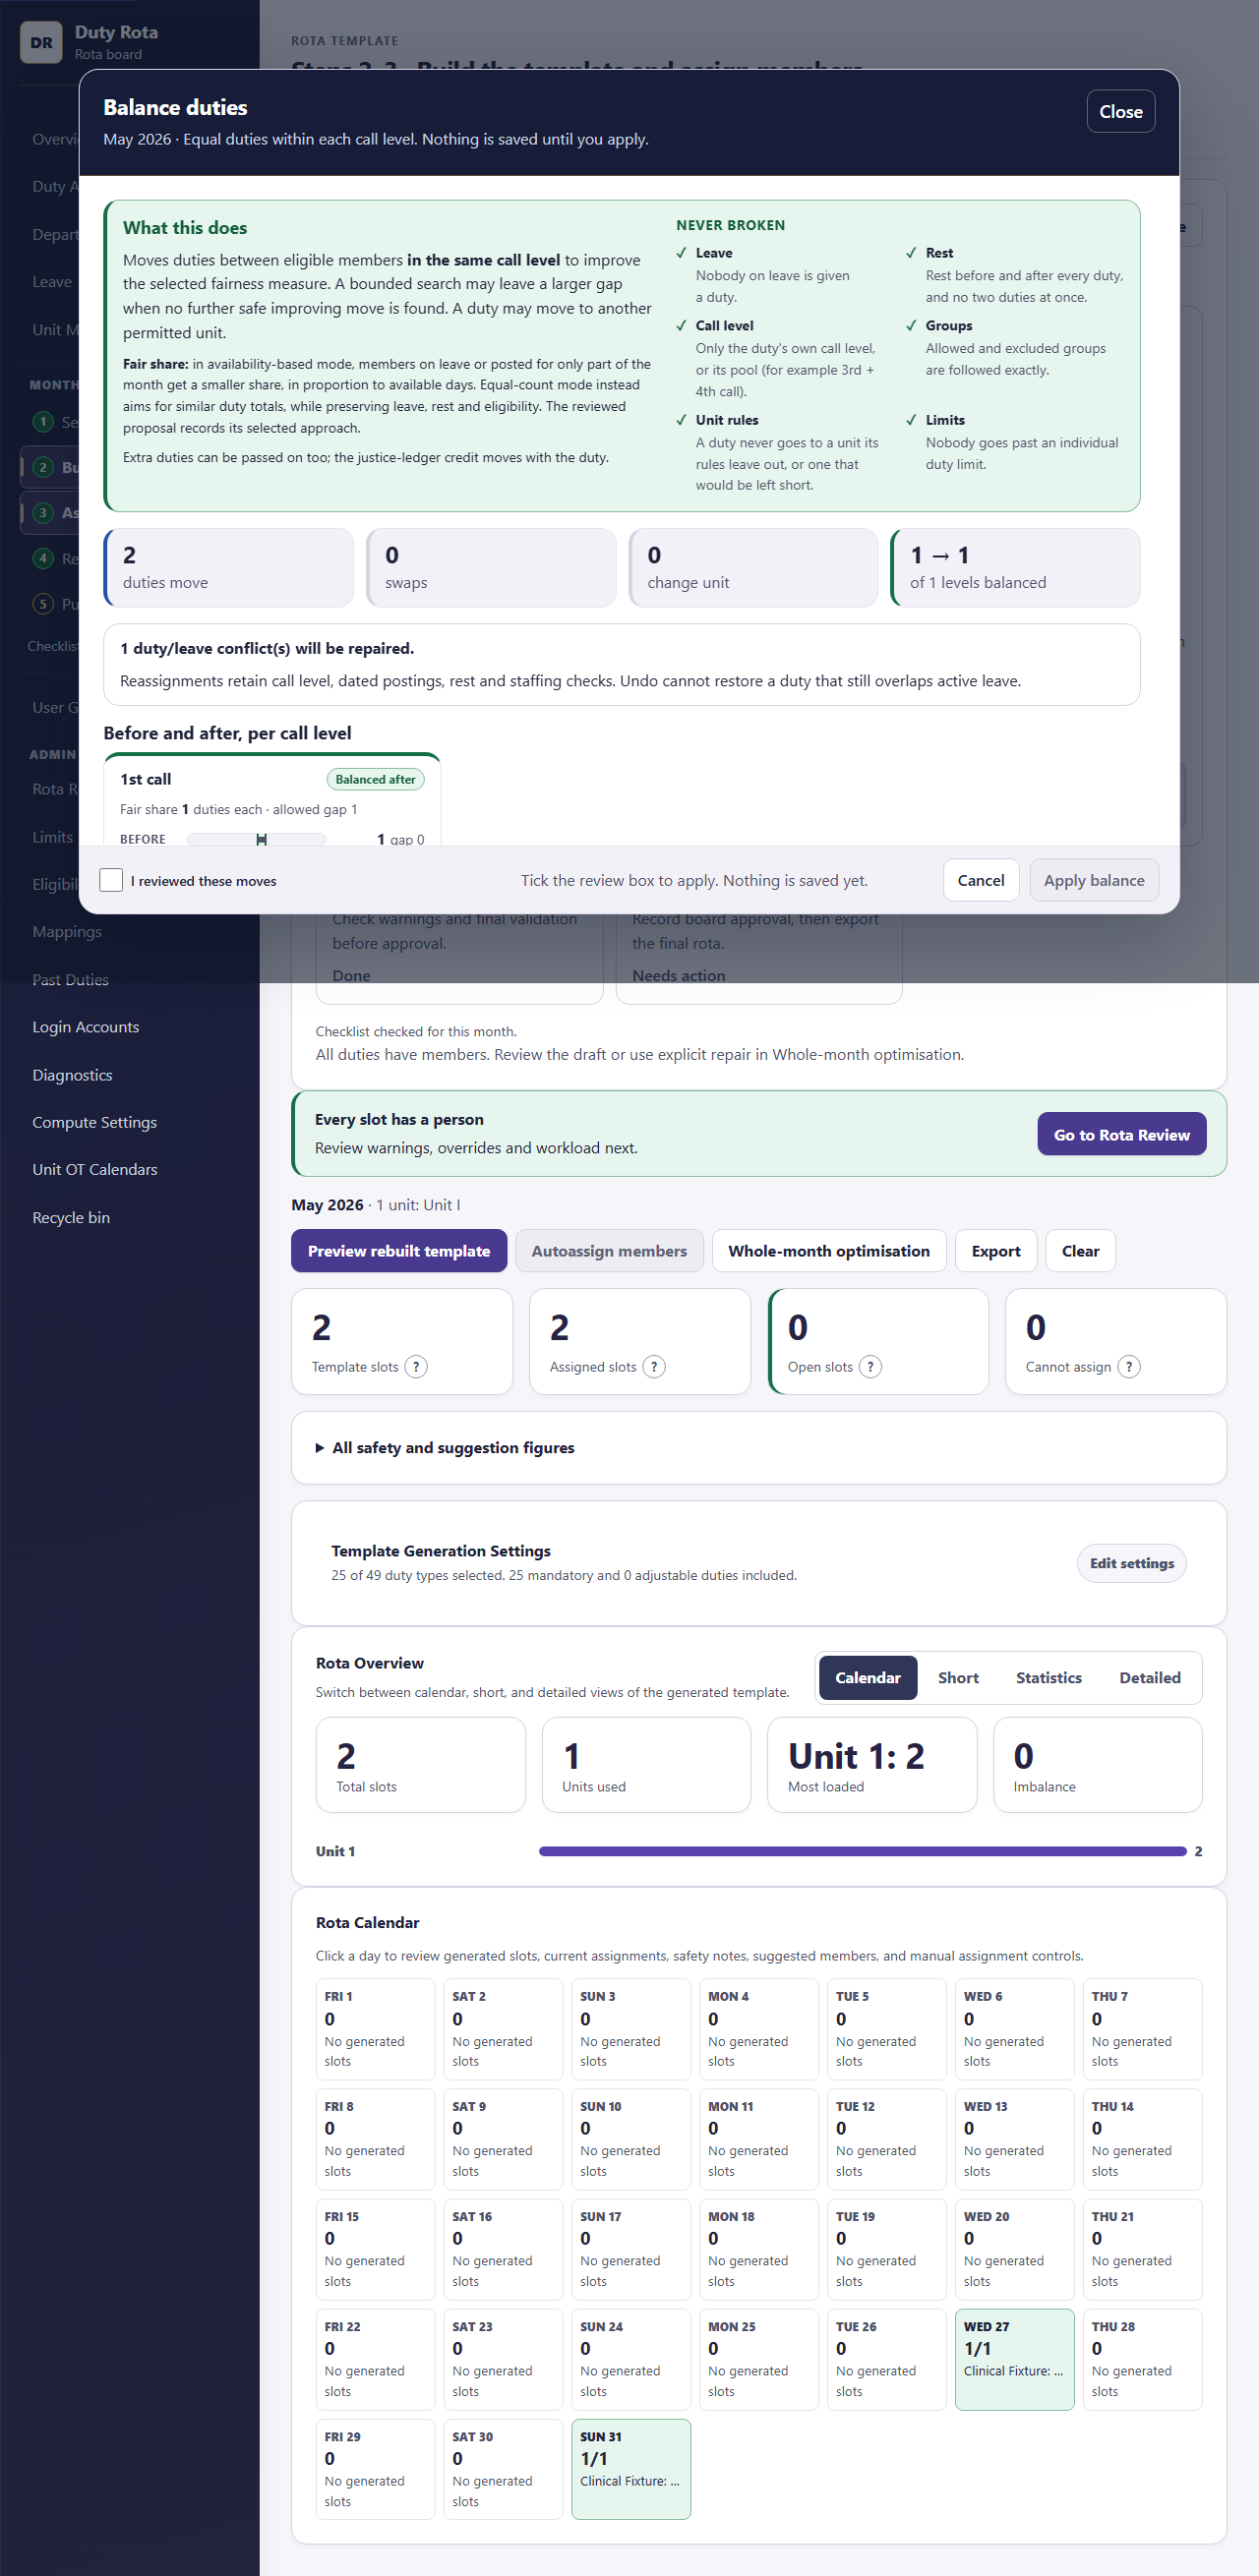 DR
Duty Rota
Rota board
ROTA TEMPLATE
Balance duties
May 2026 · Equal duties within each call level. Nothing is saved until you apply.
Close
Overvi
Duty A
Depart
Leave
Unit M
MONTH
1 Se
2 Bu
3 As
4 Re
5 Pu
Checklist
User G
ADMIN
Rota R
Limits
Eligibil
Mappings
Past Duties
Login Accounts
Diagnostics
Compute Settings
Unit OT Calendars
Recycle bin
What this does
Moves duties between eligible members in the same call level to improve
the selected fairness measure. A bounded search may leave a larger gap
when no further safe improving move is found. A duty may move to another
permitted unit.
Fair share: in availability-based mode, members on leave or posted for only part of the
month get a smaller share, in proportion to available days. Equal-count mode instead
aims for similar duty totals, while preserving leave, rest and eligibility. The reviewed
proposal records its selected approach.
Extra duties can be passed on too; the justice-ledger credit moves with the duty.
NEVER BROKEN
✓ Leave
Nobody on leave is given
a duty.
✓ Rest
Rest before and after every duty,
and no two duties at once.
✓ Call level
Only the duty's own call level,
or its pool (for example 3rd +
4th call).
✓ Groups
Allowed and excluded groups
are followed exactly.
✓ Unit rules
A duty never goes to a unit its
rules leave out, or one that
would be left short.
✓ Limits
Nobody goes past an individual
duty limit.
2
duties move
0
swaps
0
change unit
1 → 1
of 1 levels balanced
1 duty/leave conflict(s) will be repaired.
Reassignments retain call level, dated postings, rest and staffing checks. Undo cannot restore a duty that still overlaps active leave.
Before and after, per call level
1st call
Balanced after
Fair share 1 duties each · allowed gap 1
BEFORE
1 gap 0
I reviewed these moves
Tick the review box to apply. Nothing is saved yet.
Cancel
Apply balance
Check warnings and final validation
before approval.
Done
Record board approval, then export
the final rota.
Needs action
Checklist checked for this month.
All duties have members. Review the draft or use explicit repair in Whole-month optimisation.
Every slot has a person
Review warnings, overrides and workload next.
Go to Rota Review
May 2026 · 1 unit: Unit I
Preview rebuilt template
Autoassign members
Whole-month optimisation
Export
Clear
2
Template slots ?
2
Assigned slots ?
0
Open slots ?
0
Cannot assign ?
▶ All safety and suggestion figures
Template Generation Settings
25 of 49 duty types selected. 25 mandatory and 0 adjustable duties included.
Edit settings
Rota Overview
Switch between calendar, short, and detailed views of the generated template.
Calendar
Short
Statistics
Detailed
2
Total slots
1
Units used
Unit 1: 2
Most loaded
0
Imbalance
Unit 1
2
Rota Calendar
Click a day to review generated slots, current assignments, safety notes, suggested members, and manual assignment controls.
FRI 1
0
No generated
slots
SAT 2
0
No generated
slots
SUN 3
0
No generated
slots
MON 4
0
No generated
slots
TUE 5
0
No generated
slots
WED 6
0
No generated
slots
THU 7
0
No generated
slots
FRI 8
0
No generated
slots
SAT 9
0
No generated
slots
SUN 10
0
No generated
slots
MON 11
0
No generated
slots
TUE 12
0
No generated
slots
WED 13
0
No generated
slots
THU 14
0
No generated
slots
FRI 15
0
No generated
slots
SAT 16
0
No generated
slots
SUN 17
0
No generated
slots
MON 18
0
No generated
slots
TUE 19
0
No generated
slots
WED 20
0
No generated
slots
THU 21
0
No generated
slots
FRI 22
0
No generated
slots
SAT 23
0
No generated
slots
SUN 24
0
No generated
slots
MON 25
0
No generated
slots
TUE 26
0
No generated
slots
WED 27
1/1
Clinical Fixture: ...
THU 28
0
No generated
slots
FRI 29
0
No generated
slots
SAT 30
0
No generated
slots
SUN 31
1/1
Clinical Fixture: ...